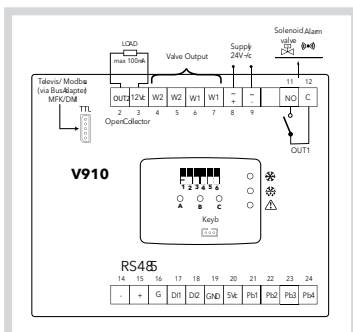 Solenoid Alarm
valve
LOAD
max 100mA
Valve Output
Supply
24V~/c
Televis/ Modbus
(via BusAdapter)
MFK/DMI
TTL
11 12
OUT2 12Vc W2 W2 W1 W1 ~+ ~- NO C
2 3 4 5 6 7 8 9
OpenCollector
OUT1
V910
1 2 3 4 5 6
A B C
Keyb
RS485
14 15 16 17 18 19 20 21 22 23 24
- + G DI1 DI2 GND 5Vc Pb1 Pb2 Pb3 Pb4